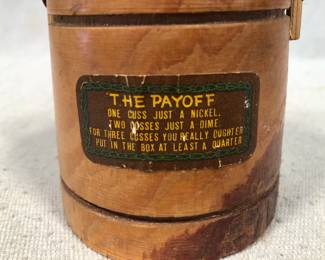 THE PAYOFF
ONE CUSS JUST A NICKEL.
TWO CUSSES JUST A DIME.
FOR THREE CUSSES YOU REALLY OUGHTER
PUT IN THE BOX AT LEAST A QUARTER